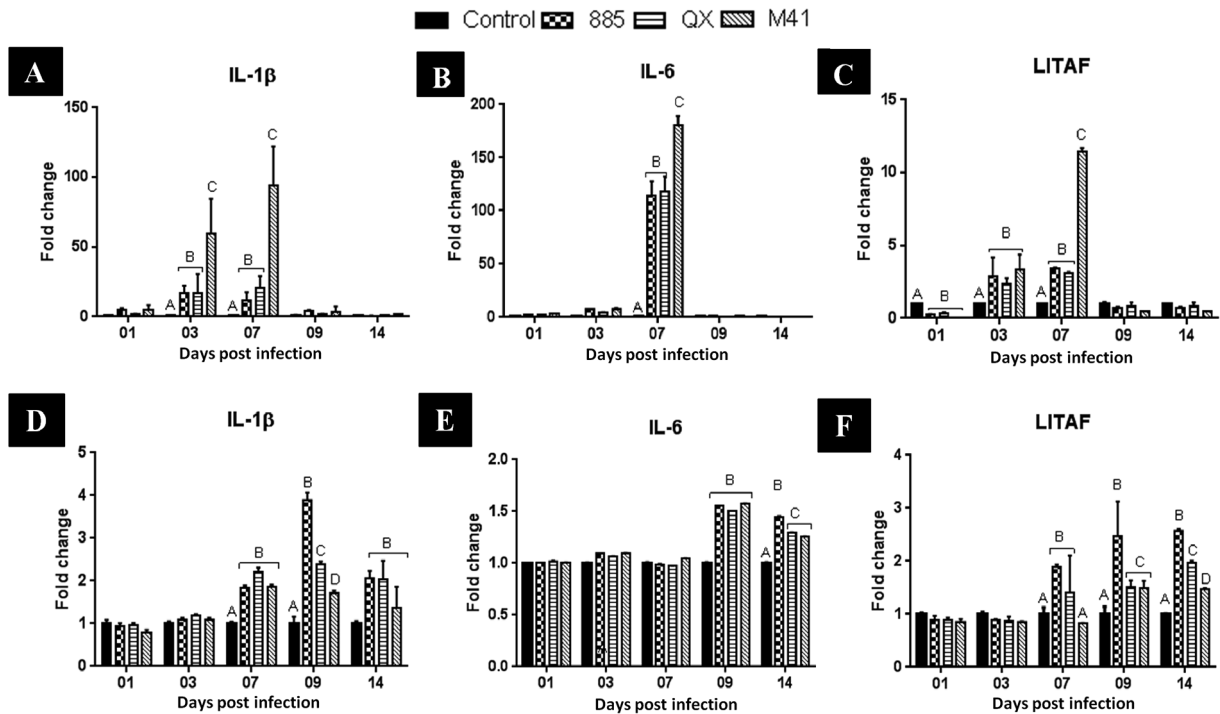 Control 885 QX M41
A
IL-1β
Fold change
150
100
50
0
C
C
B
B
A
A
01 03 07 09 14
Days post infection
B
IL-6
Fold change
200
150
100
50
0
C
B
A
01 03 07 09 14
Days post infection
C
LITAF
Fold change
15
10
5
0
C
B
B
A
B
A
A
01 03 07 09 14
Days post infection
D
IL-1β
Fold change
5
4
3
2
1
0
B
B
C
B
D
A
A
01 03 07 09 14
Days post infection
E
IL-6
Fold change
2.0
1.5
1.0
0.5
0.0
B
B
C
A
A
01 03 07 09 14
Days post infection
F
LITAF
Fold change
4
3
2
1
0
B
B
B
C
C
D
A
A
A
A
01 03 07 09 14
Days post infection